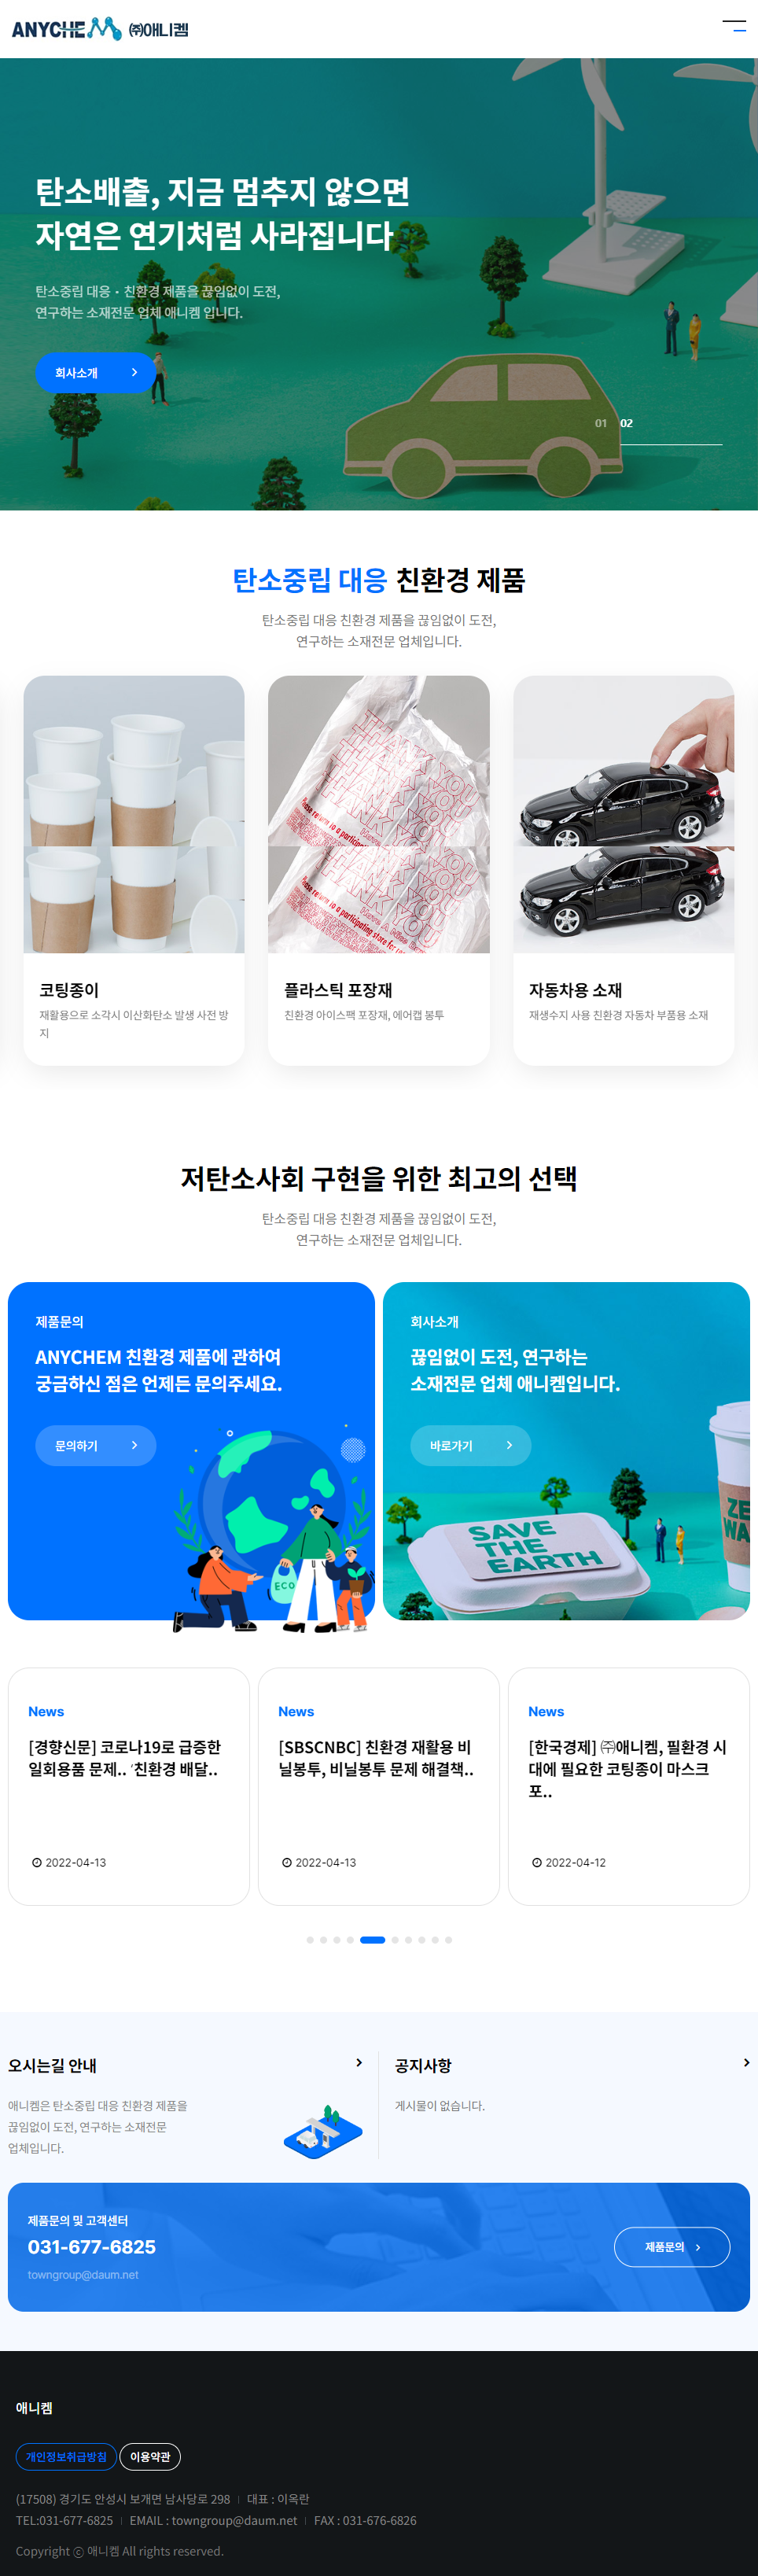 ANYCHEM ㈜애니켐
탄소배출, 지금 멈추지 않으면
자연은 연기처럼 사라집니다
탄소중립 대응・친환경 제품을 끊임없이 도전,
연구하는 소재전문 업체 애니켐 입니다.
회사소개
01 02
탄소중립 대응 친환경 제품
탄소중립 대응 친환경 제품을 끊임없이 도전,
연구하는 소재전문 업체입니다.
코팅종이
재활용으로 소각시 이산화탄소 발생 사전 방
지
플라스틱 포장재
친환경 아이스팩 포장재, 에어캡 봉투
자동차용 소재
재생수지 사용 친환경 자동차 부품용 소재
저탄소사회 구현을 위한 최고의 선택
탄소중립 대응 친환경 제품을 끊임없이 도전,
연구하는 소재전문 업체입니다.
제품문의
ANYCHEM 친환경 제품에 관하여
궁금하신 점은 언제든 문의주세요.
문의하기
ECO
회사소개
끊임없이 도전, 연구하는
소재전문 업체 애니켐입니다.
바로가기
SAVE
THE
EARTH
ZE
WA
News
[경향신문] 코로나19로 급증한
일회용품 문제.. ‘친환경 배달..
2022-04-13
News
[SBSCNBC] 친환경 재활용 비
닐봉투, 비닐봉투 문제 해결책..
2022-04-13
News
[한국경제] ㈜애니켐, 필환경 시
대에 필요한 코팅종이 마스크
포..
2022-04-12
오시는길 안내
애니켐은 탄소중립 대응 친환경 제품을
끊임없이 도전, 연구하는 소재전문
업체입니다.
공지사항
게시물이 없습니다.
제품문의 및 고객센터
031-677-6825
towngroup@daum.net
제품문의
애니켐
개인정보취급방침 이용약관
(17508) 경기도 안성시 보개면 남사당로 298 | 대표 : 이옥란
TEL:031-677-6825 | EMAIL : towngroup@daum.net | FAX : 031-676-6826
Copyright ⓒ 애니켐 All rights reserved.